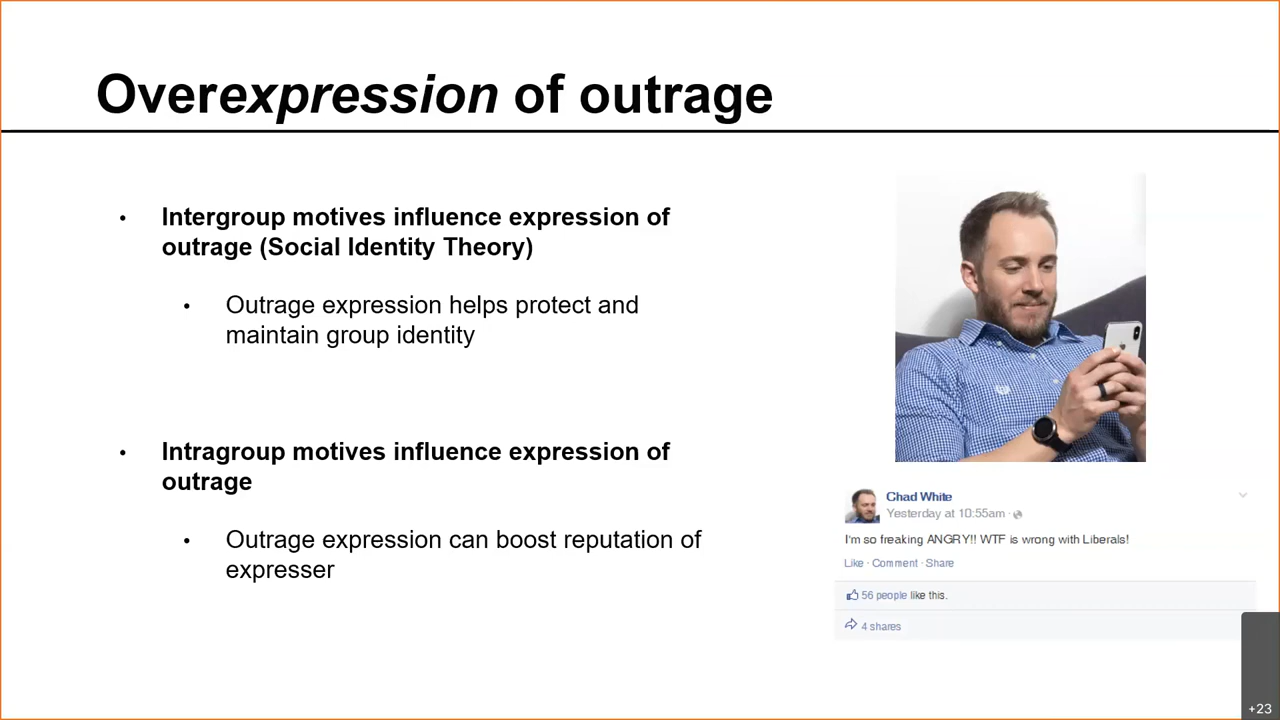 Overexpression of outrage
• Intergroup motives influence expression of
outrage (Social Identity Theory)
• Outrage expression helps protect and
maintain group identity
• Intragroup motives influence expression of
outrage
• Outrage expression can boost reputation of
expresser
Chad White
Yesterday at 10:55am ·
I'm so freaking ANGRY!! WTF is wrong with Liberals!
Like · Comment · Share
56 people like this.
4 shares
+23